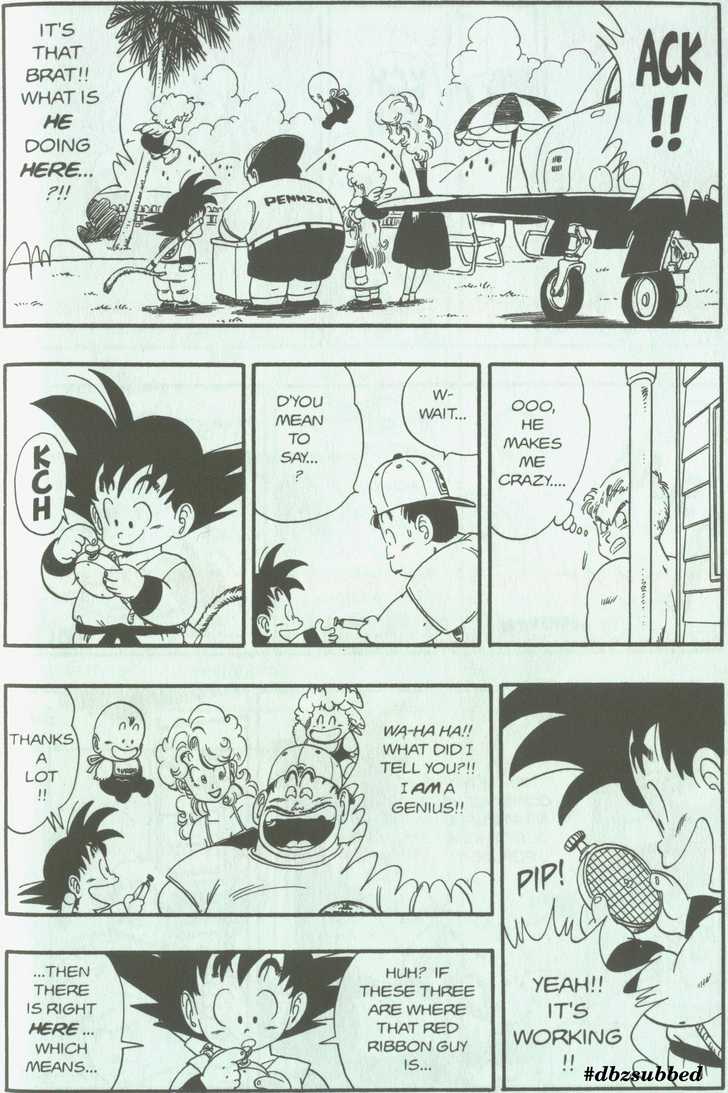 IT'S
THAT
BRAT!!
WHAT IS
HE
DOING
HERE...
?!!
ACK
!!
PENNZOIL
OOO,
HE
MAKES
ME
CRAZY....
W-
WAIT...
D'YOU
MEAN
TO
SAY...
?
KCH
PIP!
YEAH!!
IT'S
WORKING
!!
WA-HA HA!!
WHAT DID I
TELL YOU?!!
I AM A
GENIUS!!
THANKS
A
LOT
!!
HUH? IF
THESE THREE
ARE WHERE
THAT RED
RIBBON GUY
IS...
...THEN
THERE
IS RIGHT
HERE ...
WHICH
MEANS...
#dbzsubbed